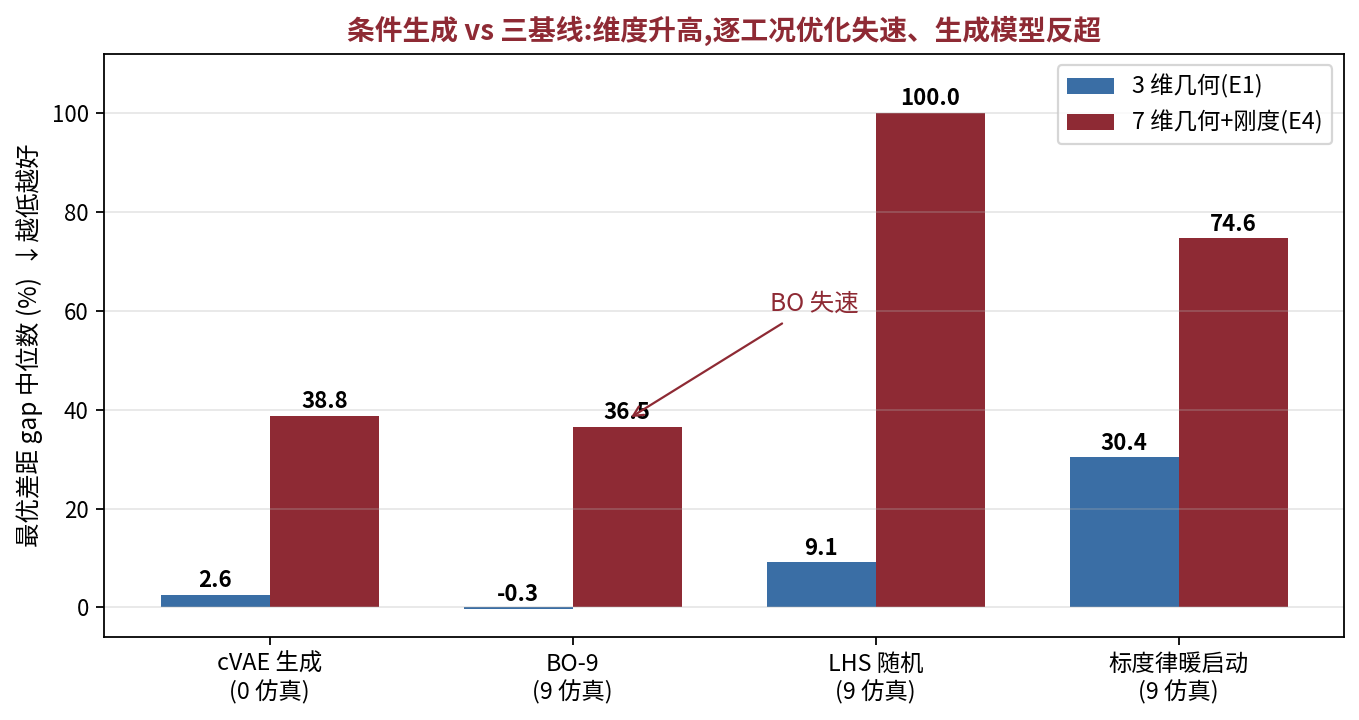 条件生成 vs 三基线:维度升高,逐工况优化失速、生成模型反超
3 维几何(E1)
7 维几何+刚度(E4)
最优差距 gap 中位数 (%) ↓ 越低越好
100
80
60
40
20
0
2.6
38.8
-0.3
36.5
9.1
100.0
30.4
74.6
BO 失速
cVAE 生成
(0 仿真)
BO-9
(9 仿真)
LHS 随机
(9 仿真)
标度律暖启动
(9 仿真)